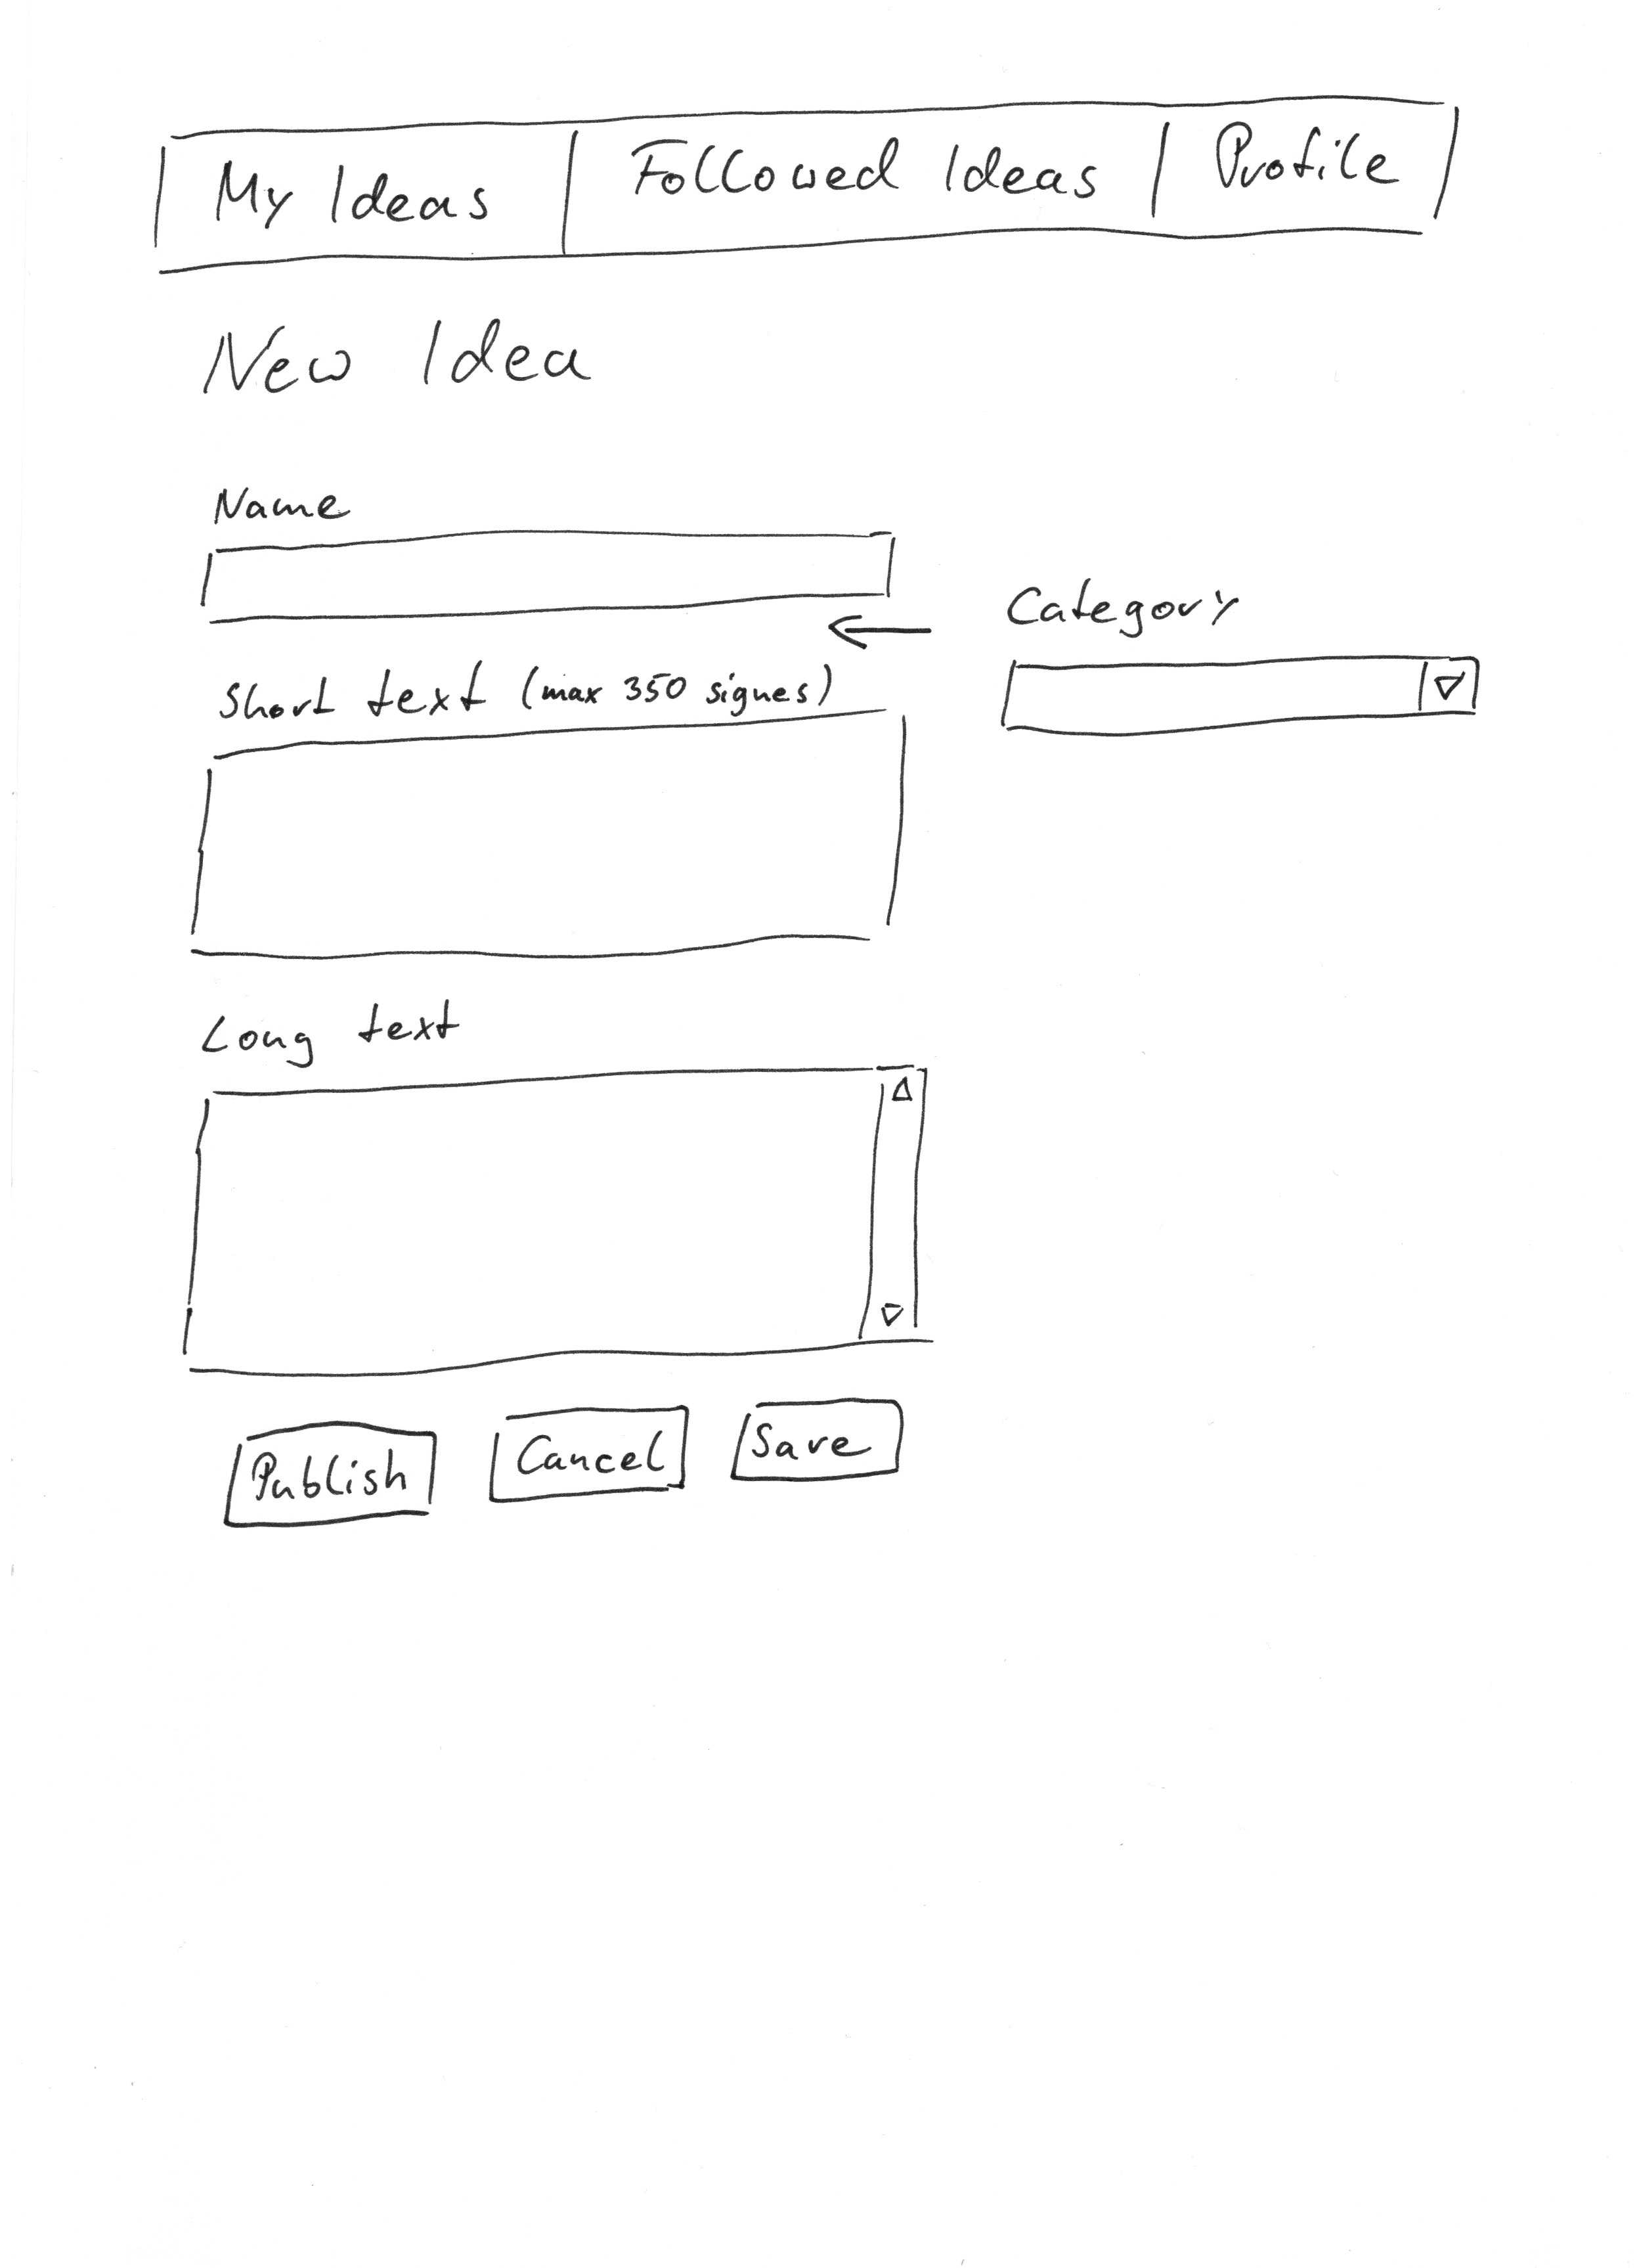 My Ideas Followed Ideas Profile
New Idea
Name
Category
Short text (max 350 signes)
Long text
Publish Cancel Save